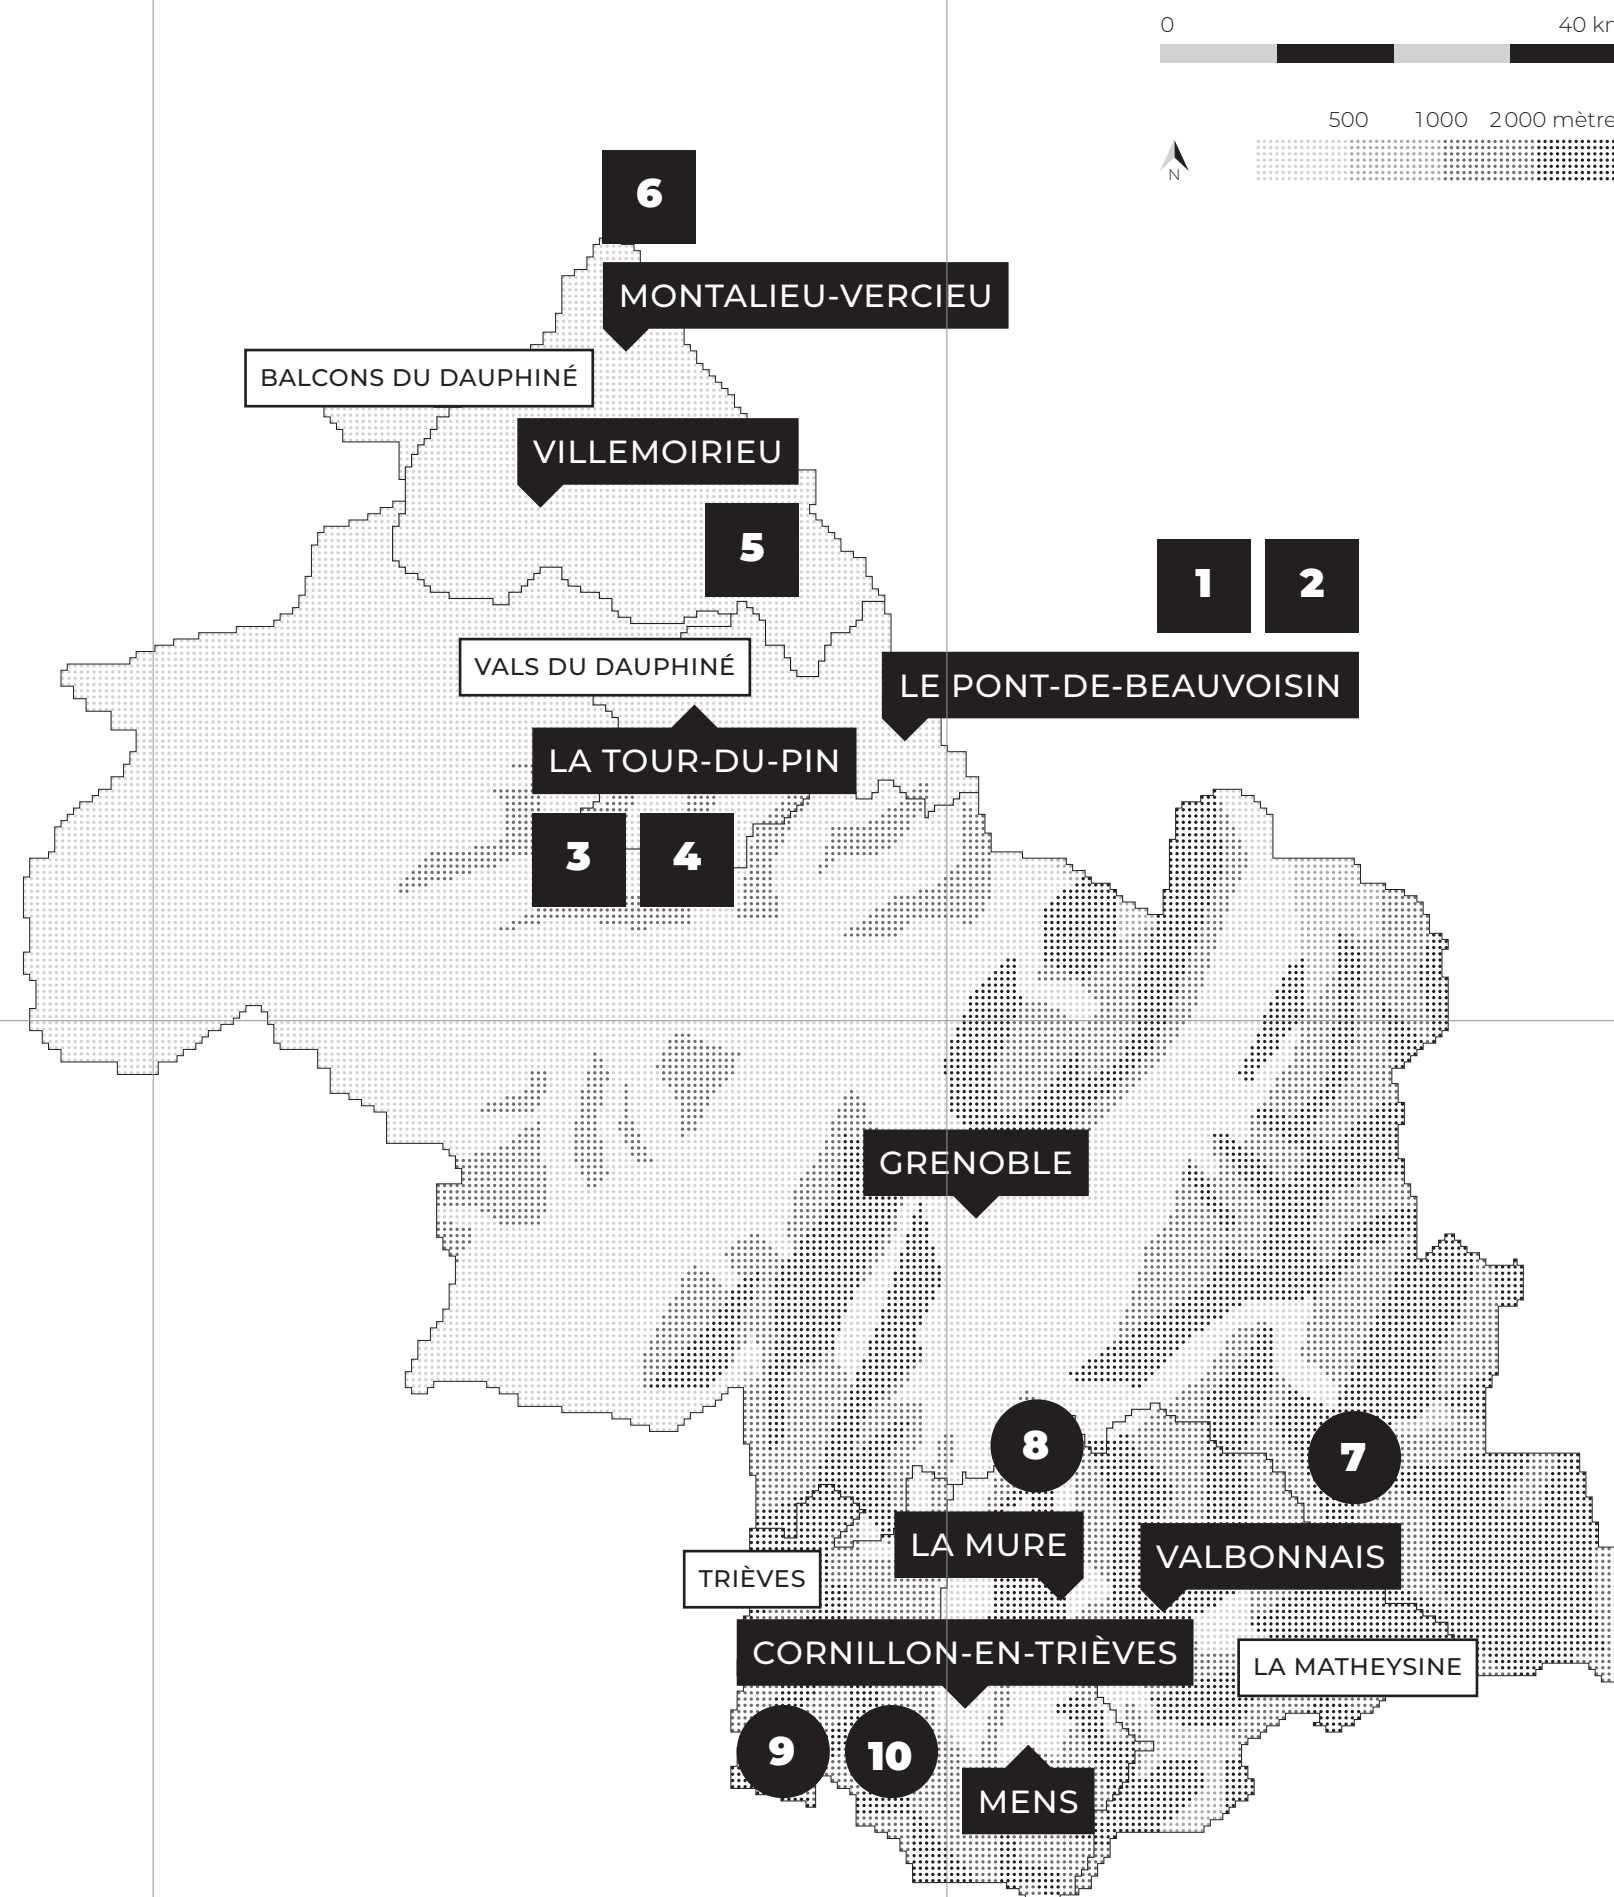 0 40 km
500 1000 2000 mètre
N
6
MONTALIEU-VERCIEU
BALCONS DU DAUPHINÉ
VILLEMOIRIEU
5
1 2
VALS DU DAUPHINÉ
LE PONT-DE-BEAUVOISIN
LA TOUR-DU-PIN
3 4
GRENOBLE
8
7
LA MURE
VALBONNAIS
TRIÈVES
CORNILLON-EN-TRIÈVES
LA MATHEYSINE
9 10
MENS